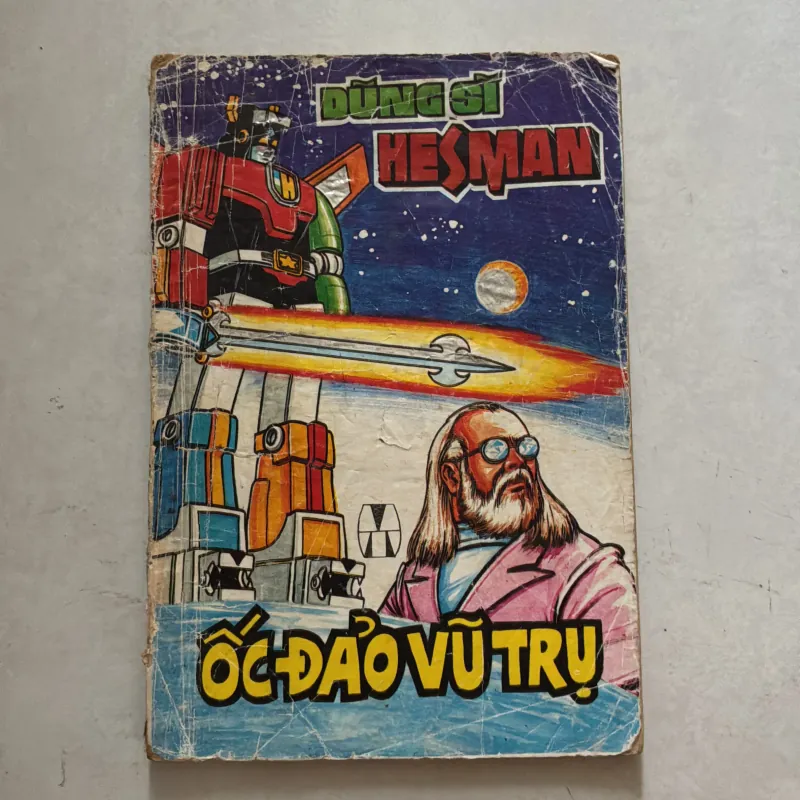 DŨNG SĨ
HESMAN
H
ỐC-ĐẢO VŨ TRỤ